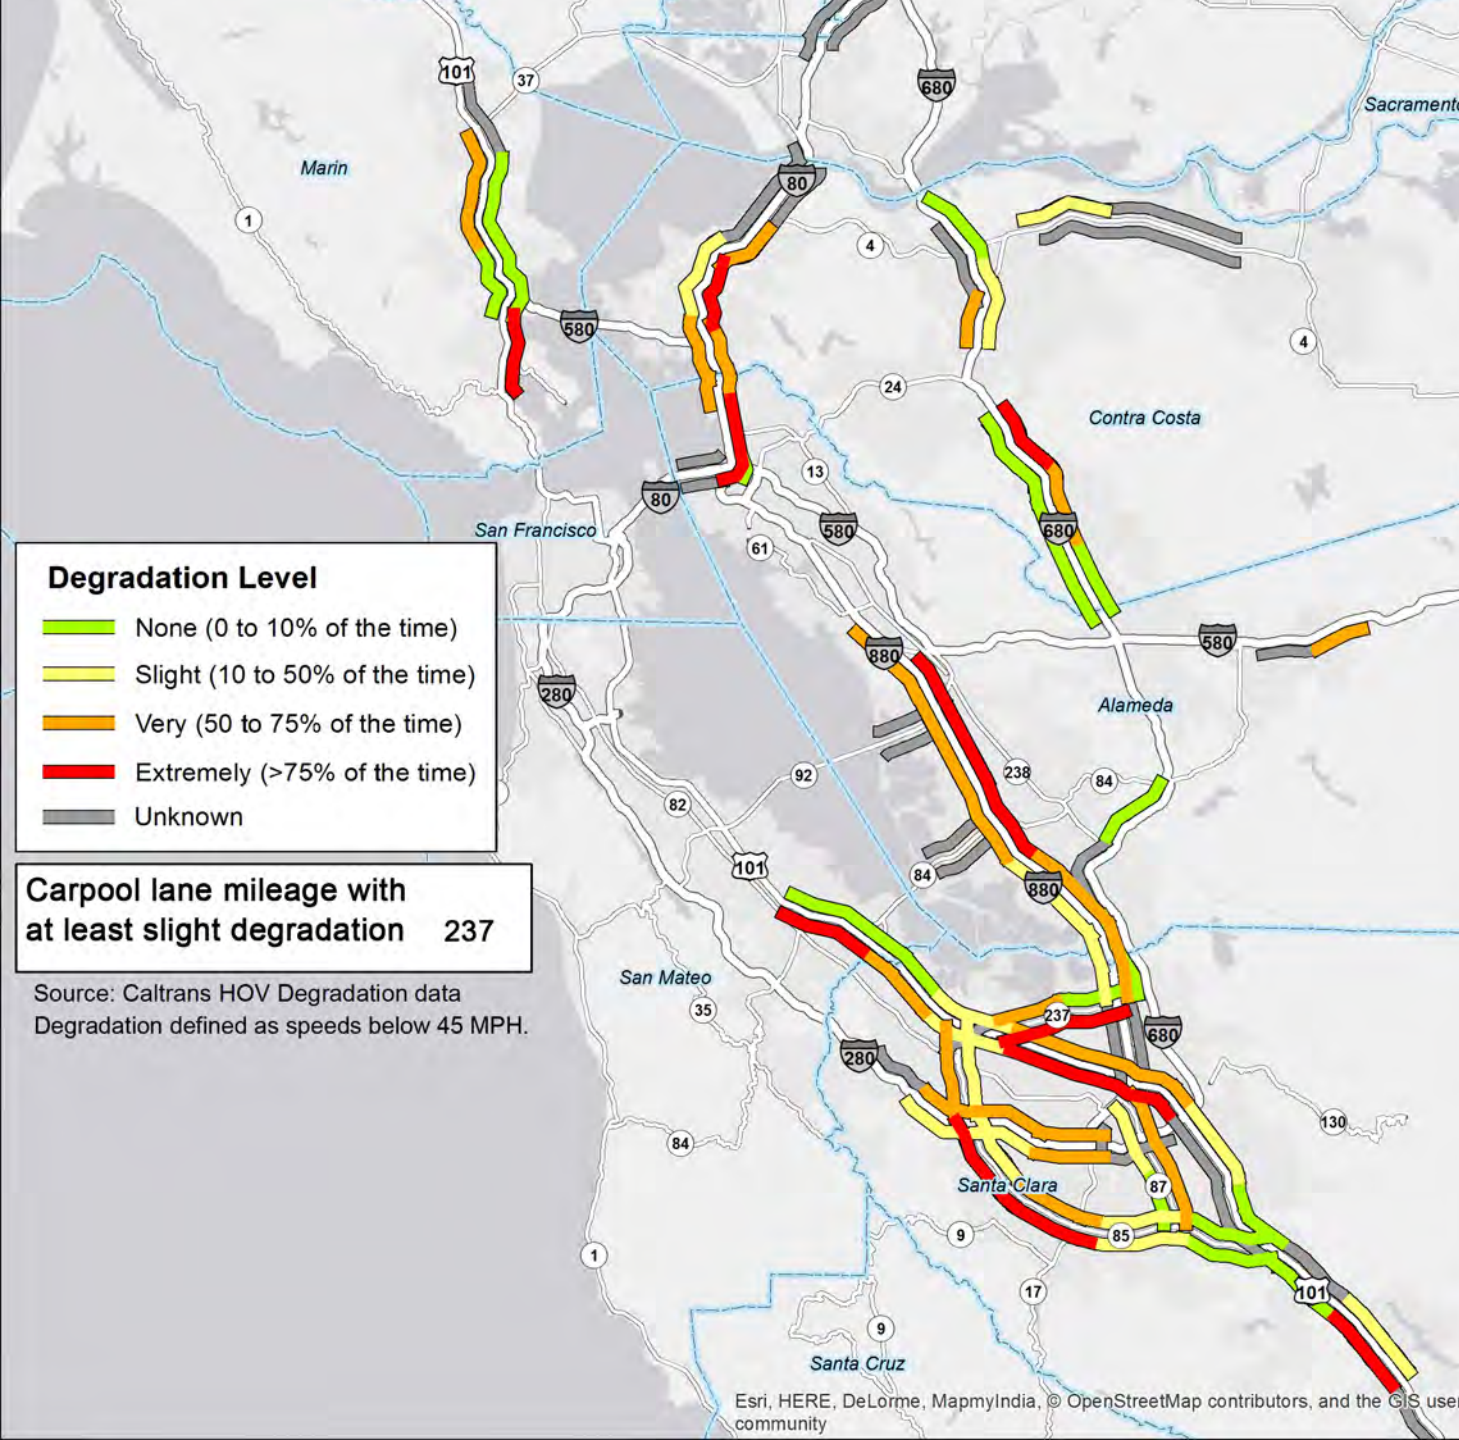 101
37
680
Sacramento
Marin
80
1
4
580
4
24
Contra Costa
13
80
San Francisco
580
680
61
Degradation Level
None (0 to 10% of the time)
Slight (10 to 50% of the time)
Very (50 to 75% of the time)
Extremely (>75% of the time)
Unknown
880
580
280
Alameda
92
238
84
82
101
84
880
Carpool lane mileage with
at least slight degradation 237
Source: Caltrans HOV Degradation data
Degradation defined as speeds below 45 MPH.
San Mateo
35
237
680
280
130
84
Santa Clara
87
9
85
1
17
101
9
Santa Cruz
Esri, HERE, DeLorme, MapmyIndia, © OpenStreetMap contributors, and the GIS user
community